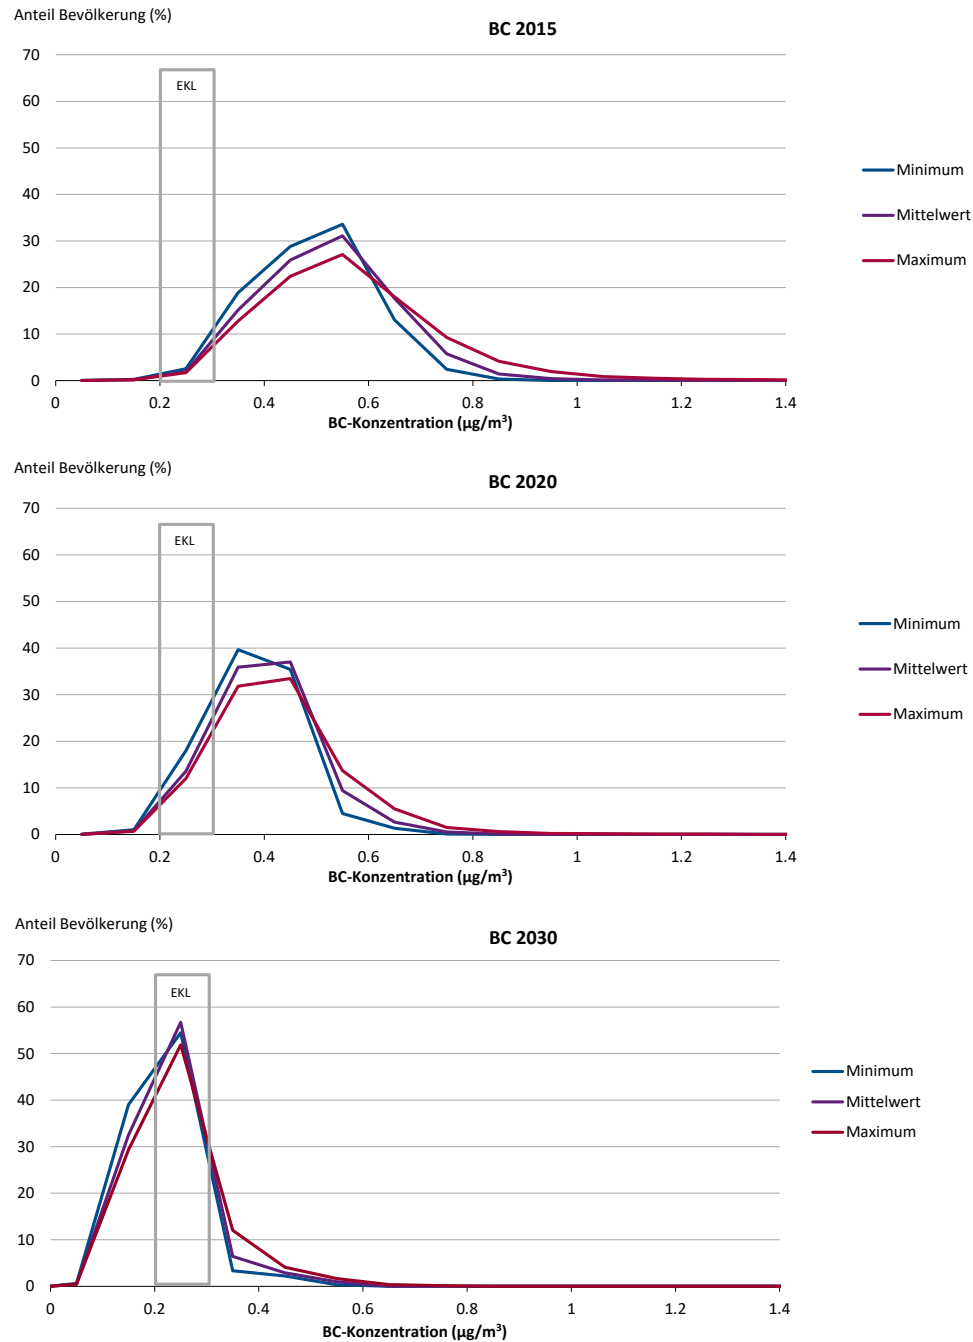 Anteil Bevölkerung (%)
BC 2015
70
60
50
40
30
20
10
0
EKL
0 0.2 0.4 0.6 0.8 1 1.2 1.4
BC-Konzentration (µg/m³)
Minimum
Mittelwert
Maximum
Anteil Bevölkerung (%)
BC 2020
70
60
50
40
30
20
10
0
EKL
0 0.2 0.4 0.6 0.8 1 1.2 1.4
BC-Konzentration (µg/m³)
Minimum
Mittelwert
Maximum
Anteil Bevölkerung (%)
BC 2030
70
60
50
40
30
20
10
0
EKL
0 0.2 0.4 0.6 0.8 1 1.2 1.4
BC-Konzentration (µg/m³)
Minimum
Mittelwert
Maximum